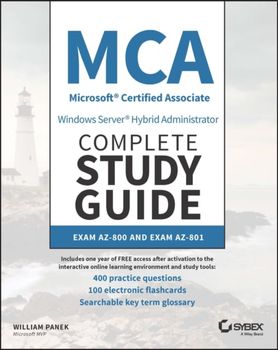 MCA
Microsoft® Certified Associate
Windows Server® Hybrid Administrator
COMPLETE
STUDY
GUIDE
EXAM AZ-800 AND EXAM AZ-801
Includes one year of FREE access after activation to the
interactive online learning environment and study tools:
400 practice questions
100 electronic flashcards
Searchable key term glossary
WILLIAM PANEK
Microsoft MVP
SYBEX
A Wiley Brand